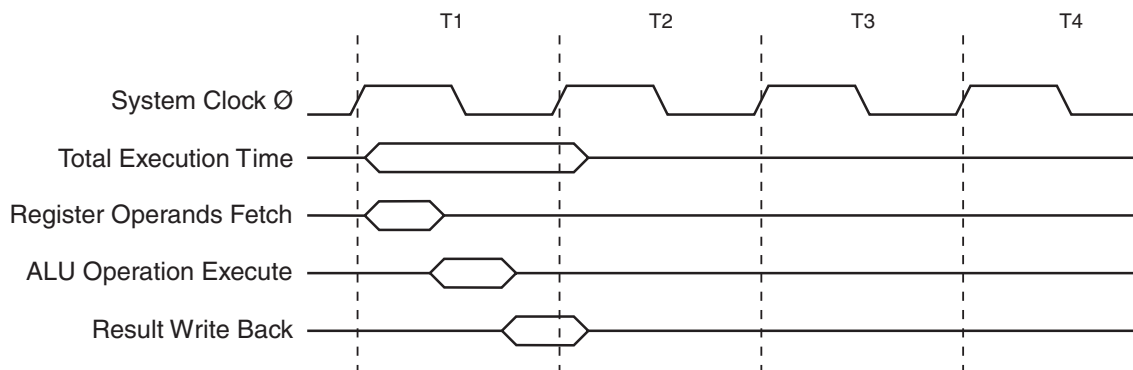 T1 T2 T3 T4
System Clock Ø
Total Execution Time
Register Operands Fetch
ALU Operation Execute
Result Write Back